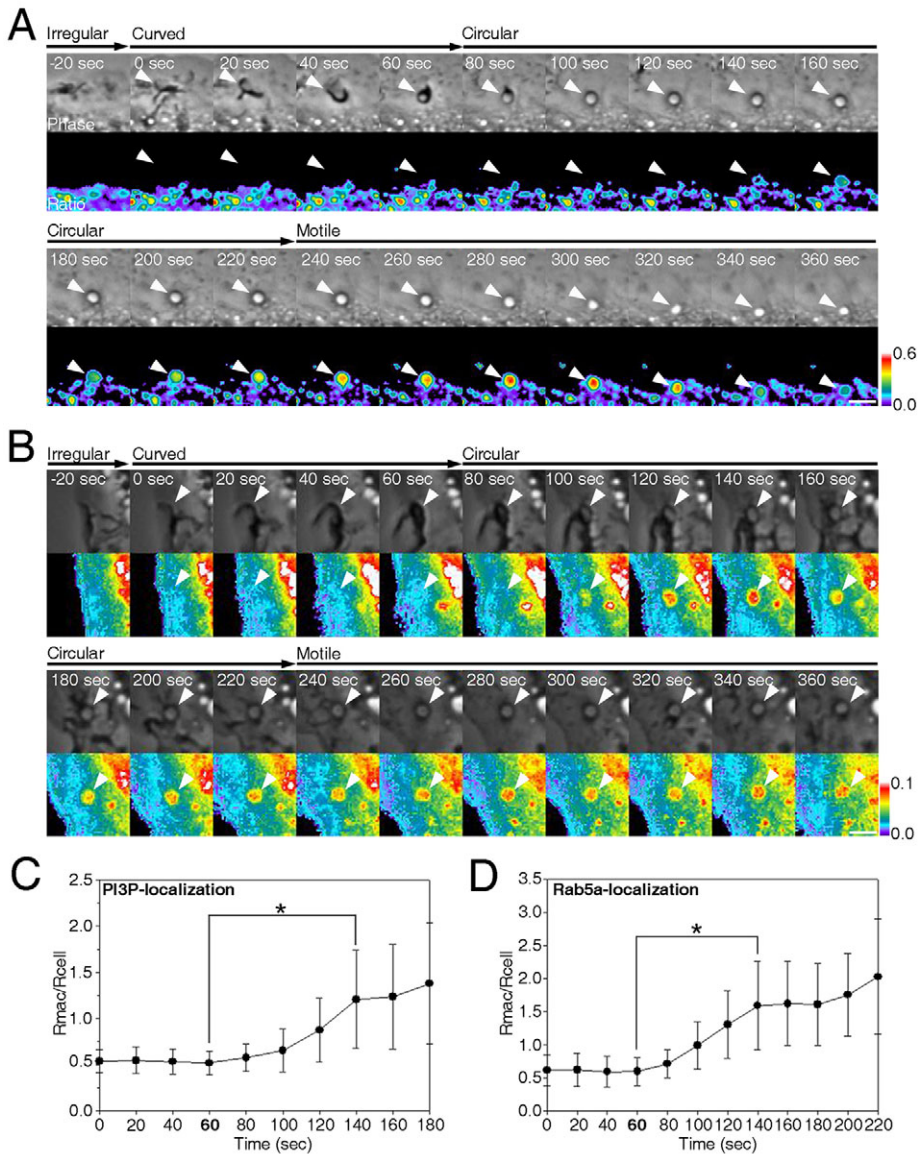 A
Irregular Curved Circular
-20 sec 0 sec 20 sec 40 sec 60 sec 80 sec 100 sec 120 sec 140 sec 160 sec
Phase
Ratio
Circular Motile
180 sec 200 sec 220 sec 240 sec 260 sec 280 sec 300 sec 320 sec 340 sec 360 sec
0.6
0.0
B
Irregular Curved Circular
-20 sec 0 sec 20 sec 40 sec 60 sec 80 sec 100 sec 120 sec 140 sec 160 sec
Circular Motile
180 sec 200 sec 220 sec 240 sec 260 sec 280 sec 300 sec 320 sec 340 sec 360 sec
0.1
0.0
C
PI3P-localization
2.5
2.0
1.5
1.0
0.5
0.0
Rmac/Rcell
*
0 20 40 60 80 100 120 140 160 180
Time (sec)
D
Rab5a-localization
3.5
3.0
2.5
2.0
1.5
1.0
0.5
0.0
Rmac/Rcell
*
0 20 40 60 80 100 120 140 160 180 200 220
Time (sec)